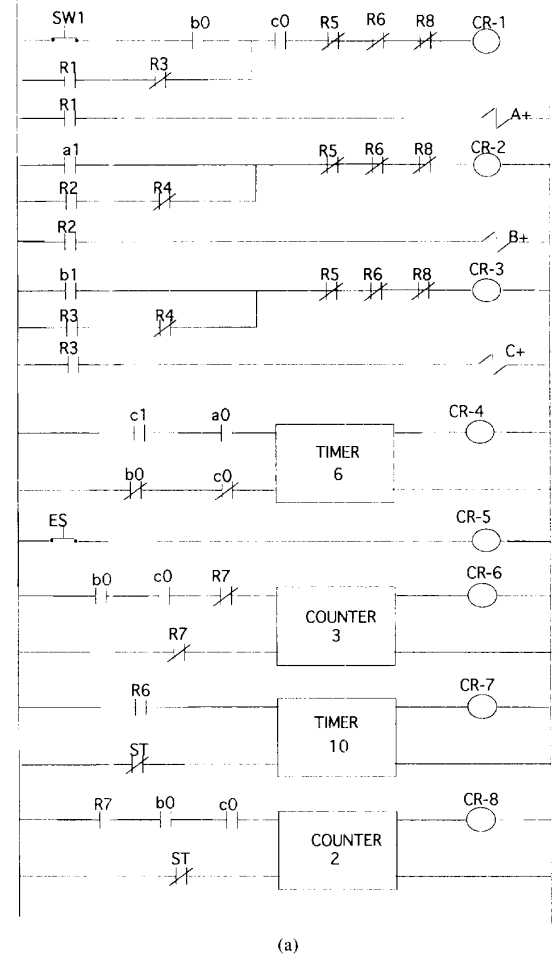 SW1 b0 c0 R5 R6 R8 CR-1
R1 R3
R1 A+
a1 R5 R6 R8 CR-2
R2 R4
R2 B+
b1 R5 R6 R8 CR-3
R3 R4
R3 C+
c1 a0 CR-4
TIMER
6
b0 c0
ES CR-5
b0 c0 R7 CR-6
COUNTER
3
R7
R6 CR-7
TIMER
10
ST
R7 b0 c0 CR-8
COUNTER
2
ST
(a)